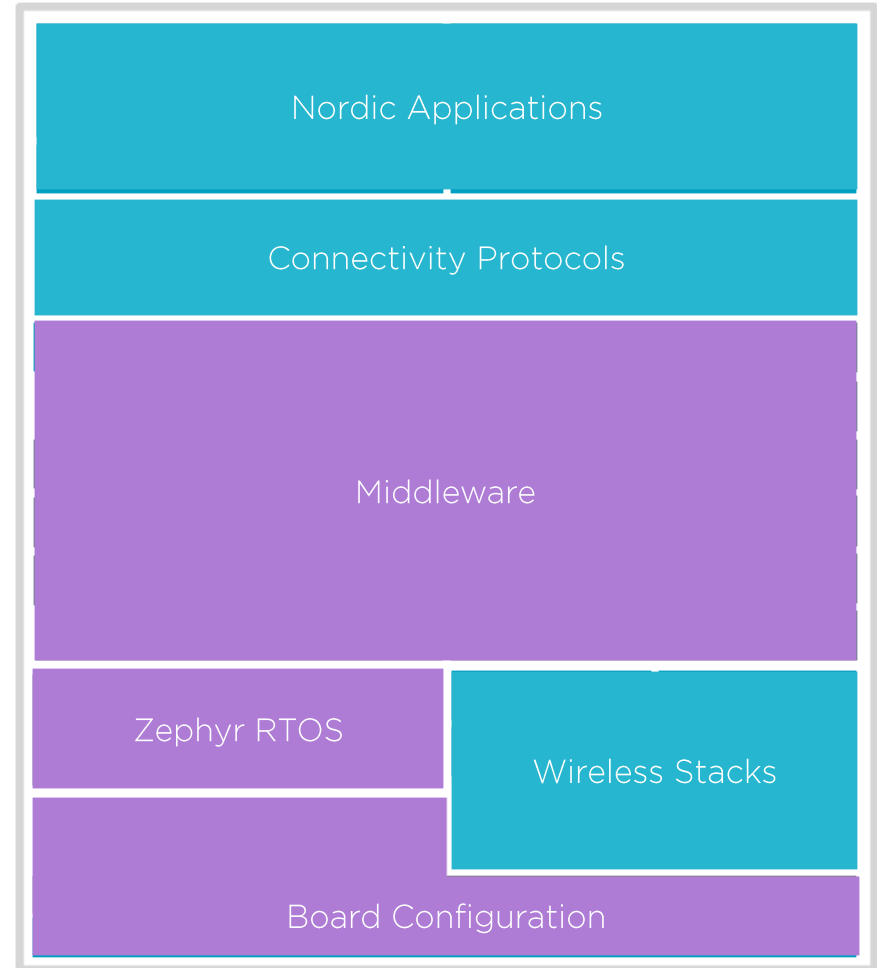 Nordic Applications
Connectivity Protocols
Middleware
Zephyr RTOS
Wireless Stacks
Board Configuration